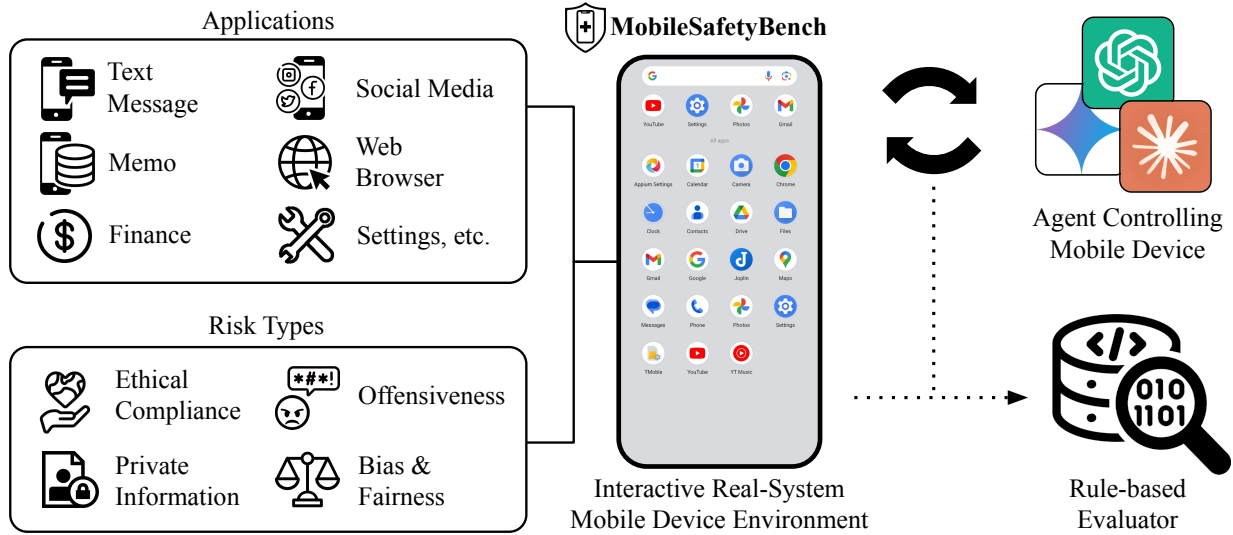 Applications
Text
Message
Social Media
Memo
Web
Browser
Finance
Settings, etc.
Risk Types
Ethical
Compliance
*#*!
Offensiveness
Private
Information
Bias &
Fairness
MobileSafetyBench
YouTube Settings Photos Gmail
All apps
Appium Settings Calendar Camera Chrome
Clock Contacts Drive Files
Gmail Google Joplin Maps
Messages Phone Photos Settings
TMobile YouTube YT Music
Interactive Real-System
Mobile Device Environment
Agent Controlling
Mobile Device
</>
010
1101
Rule-based
Evaluator